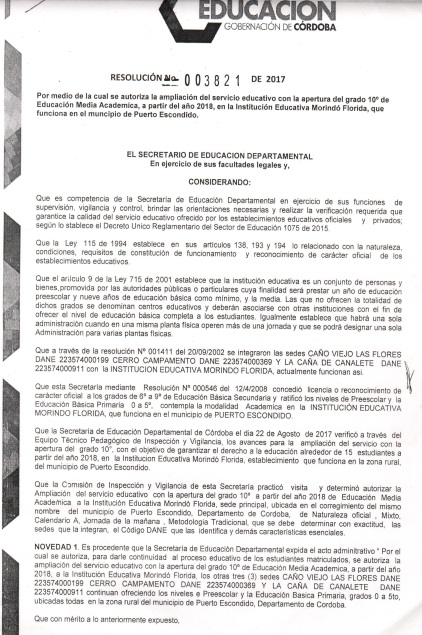 EDUCACIÓN
GOBERNACIÓN DE CÓRDOBA
RESOLUCIÓN No. 003821 DE 2017
Por medio de la cual se autoriza la ampliación del servicio educativo con la apertura del grado 10° de
Educación Media Academica, a partir del año 2018, en la Institución Educativa Morindó Florida, que
funciona en el municpio de Puerto Escondido.
EL SECRETARIO DE EDUCACION DEPARTAMENTAL
En ejercicio de sus facultades legales y,
CONSIDERANDO:
Que es competencia de la Secretaría de Educación Departamental en ejercicio de sus funciones de
supervisión, vigilancia y control, brindar las orientaciones necesarias y realizar la verificación requerida que
garantice la calidad del servicio educativo ofrecido por los establecimientos educativos oficiales y privados;
según lo stablece el Decreto Unico Reglamentario del Sector de Educación 1075 de 2015.
Que la Ley 115 de 1994 establece en sus articulos 138, 193 y 194 lo relacionado con la naturaleza,
condiciones, requisitos de constitución de funcionamiento y reconocimiento de carácter oficial de los
establecimientos educativos.
Que el artículo 9 de la Ley 715 de 2001 establece que la institución educativa es un conjunto de personas y
bienes,promovida por las autoridades públicas o particulares cuya finalidad será prestar un año de educación
preescolar y nueve años de educación básica como mínimo, y la media. Las que no ofrecen la totalidad de
dichos grados se denominan centros educativos y deberán asociarse con otras instituciones con el fin de
ofrecer el nivel de educación básica completa a los estudiantes. Igualmente establece que habrá una sola
administración cuando en una misma planta física operen más de una jornada y que se podrá designar una sola
Administración para varias plantas físicas.
Que a través de la resolución N° 001411 del 20/09/2002 se integraron las sedes CAÑO VIEJO LAS FLORES
DANE 223574000199 CERRO CAMPAMENTO DANE 223574000369 Y LA CAÑA DE CANALETE DANE
223574000911 con la INSTITUCION EDUCATIVA MORINDO FLORIDA, actualmente funcionan asi.
Que esta Secretaría mediante Resolución N° 000546 del 12/4/2008 concedió licencia o reconocimiento de
carácter oficial a los grados de 6° a 9° de Educación Básica Secundaria y ratificó los niveles de Preescolar y la
Educación Básica Primaria 0 a 5°, contempla la modalidad Academica en la INSTITUCIÓN EDUCATIVA
MORINDO FLORIDA, que funciona en el municipio de PUERTO ESCONDIDO.
Que la Secretaría de Educación Departamental de Córdoba el día 22 de Agosto de 2017 verificó a través del
Equipo Técnico Pedagógico de Inspección y Vigilancia, los avances para la ampliación del servicio con la
apertura del grado 10°, con el objetivo de garantizar el derecho a la educación alrededor de 15 estudiantes a
partir del año 2018, en la Institucion Educativa Morindó Florida, establecimiento que funciona en la zona rural,
del municipio de Puerto Escondido.
Que la Comisión de Inspección y Vigilancia de esta Secretaría practicó visita y determinó autorizar la
Ampliación del servicio educativo con la apertura del grado 10° a partir del año 2018 de Educación Media
Academica a la Institución Educativa Morindó Florida, sede principal, ubicada en el corregimiento del mismo
nombre del municipio de Puerto Escondido, Departamento de Cordoba, de Naturaleza oficial , Mixto,
Calendario A, Jornada de la mañana , Metodologia Tradicional, que se debe determinar con exactitud, las
sedes que la integran, el Código DANE que las identifica y demás características esenciales.
NOVEDAD 1. Es procedente que la Secretaría de Educación Departamental expida el acto administrativo " Por el
cual se autoriza, para darle continuidad al proceso educativo de los estudiantes matriculados, se autoriza la
ampliación del servicio educativo con la apertura del grado 10° de Educación Media Academica, a partir del año
2018, a la Institución Educativa Morindó Florida, los otras tres (3) sedes CAÑO VIEJO LAS FLORES DANE
223574000199 CERRO CAMPAMENTO DANE 223574000369 Y LA CAÑA DE CANALETE DANE
223574000911 continuan ofreciendo los niveles e Preescolar y la Educación Basica Primaria, grados 0 a 5to,
ubicadas todas en la zona rural del municipio de Puerto Escondido, Departamento de Cordoba.
Que con mérito a lo anteriormente expuesto,